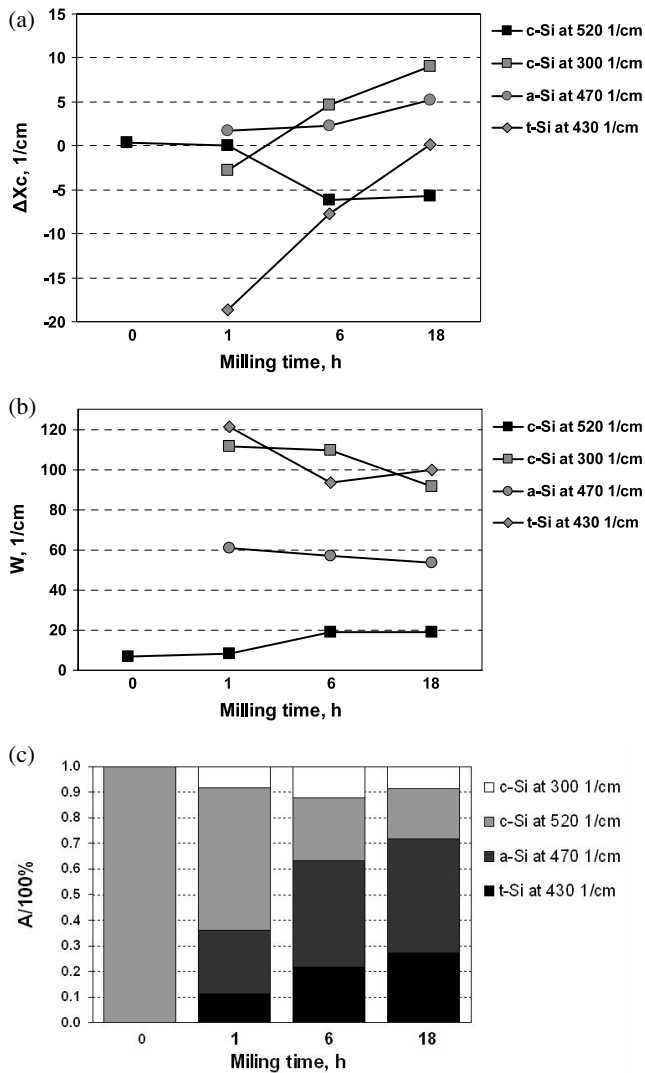 (a)
15
10
5
0
-5
-10
-15
-20
ΔXc, 1/cm
0 1 6 18
Milling time, h
c-Si at 520 1/cm
c-Si at 300 1/cm
a-Si at 470 1/cm
t-Si at 430 1/cm
(b)
120
100
80
60
40
20
0
W, 1/cm
0 1 6 18
Milling time, h
c-Si at 520 1/cm
c-Si at 300 1/cm
a-Si at 470 1/cm
t-Si at 430 1/cm
(c)
1.0
0.9
0.8
0.7
0.6
0.5
0.4
0.3
0.2
0.1
0.0
A/100%
0 1 6 18
Miling time, h
c-Si at 300 1/cm
c-Si at 520 1/cm
a-Si at 470 1/cm
t-Si at 430 1/cm